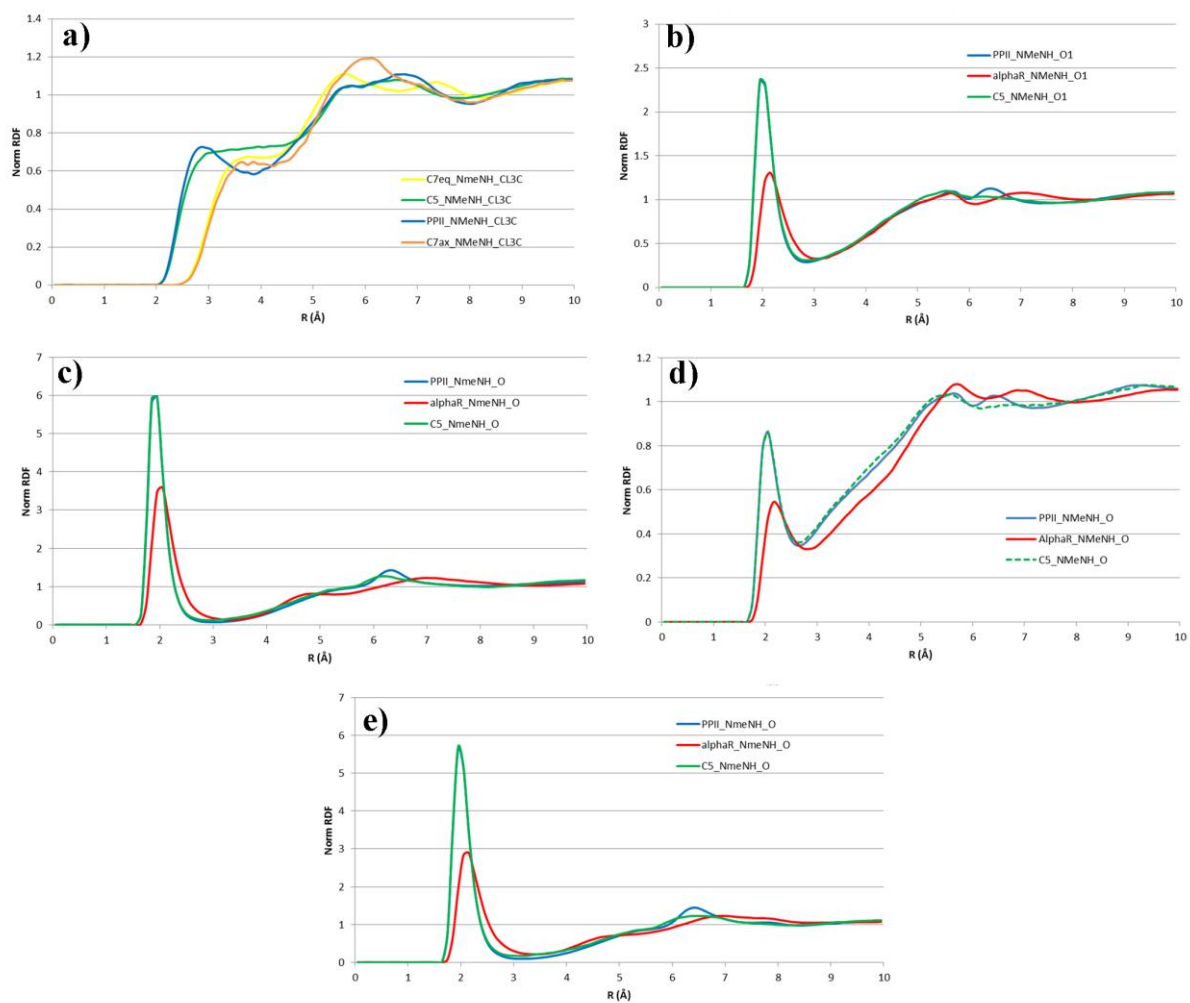 a)
1.4
1.2
1
0.8
0.6
0.4
0.2
0
Norm RDF
C7eq_NmeNH_CL3C
C5_NMeNH_CL3C
PPII_NMeNH_CL3C
C7ax_NMeNH_CL3C
0 1 2 3 4 5 6 7 8 9 10
R (Å)
b)
3
2.5
2
1.5
1
0.5
0
Norm RDF
PPII_NMeNH_O1
alphaR_NMeNH_O1
C5_NMeNH_O1
0 1 2 3 4 5 6 7 8 9 10
R (Å)
c)
7
6
5
4
3
2
1
0
Norm RDF
PPII_NmeNH_O
alphaR_NmeNH_O
C5_NmeNH_O
0 1 2 3 4 5 6 7 8 9 10
R (Å)
d)
1.2
1
0.8
0.6
0.4
0.2
0
Norm RDF
PPII_NMeNH_O
AlphaR_NMeNH_O
C5_NMeNH_O
0 1 2 3 4 5 6 7 8 9 10
R (Å)
e)
7
6
5
4
3
2
1
0
Norm RDF
PPII_NmeNH_O
alphaR_NmeNH_O
C5_NmeNH_O
0 1 2 3 4 5 6 7 8 9 10
R (Å)